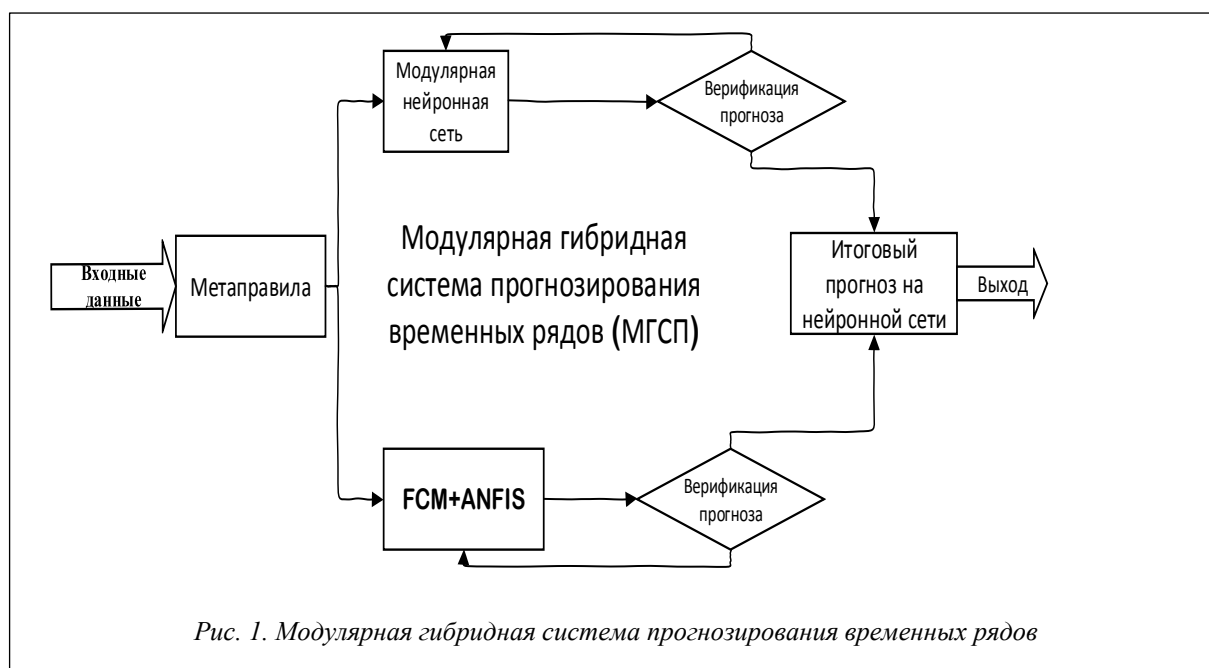 Модулярная
нейронная
сеть
Верификация
прогноза
Входные
данные
Метаправила
Модулярная гибридная
система прогнозирования
временных рядов (МГСП)
Итоговый
прогноз на
нейронной сети
Выход
FCM+ANFIS
Верификация
прогноза
Рис. 1. Модулярная гибридная система прогнозирования временных рядов